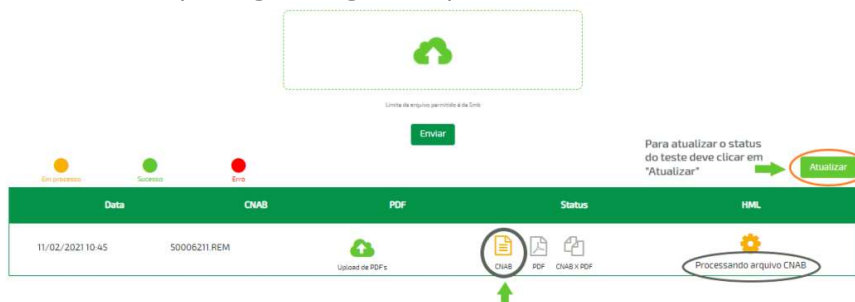 Limite de arquivo permitido é de 5mb
Enviar
Para atualizar o status
do teste deve clicar em
"Atualizar"
Atualizar
Em processo
Sucesso
Erro
Data CNAB PDF Status HML
11/02/2021 10:45 50006211.REM
Upload de PDF's
CNAB PDF CNAB X PDF
Processando arquivo CNAB